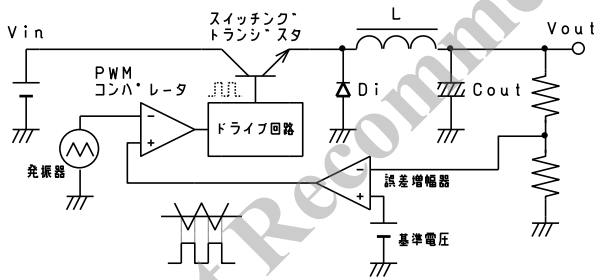 Vin
スイッチング
トランジスタ
L
Vout
PWM
コンパレータ
Di
Cout
ドライブ回路
発振器
誤差増幅器
基準電圧
t Recomme